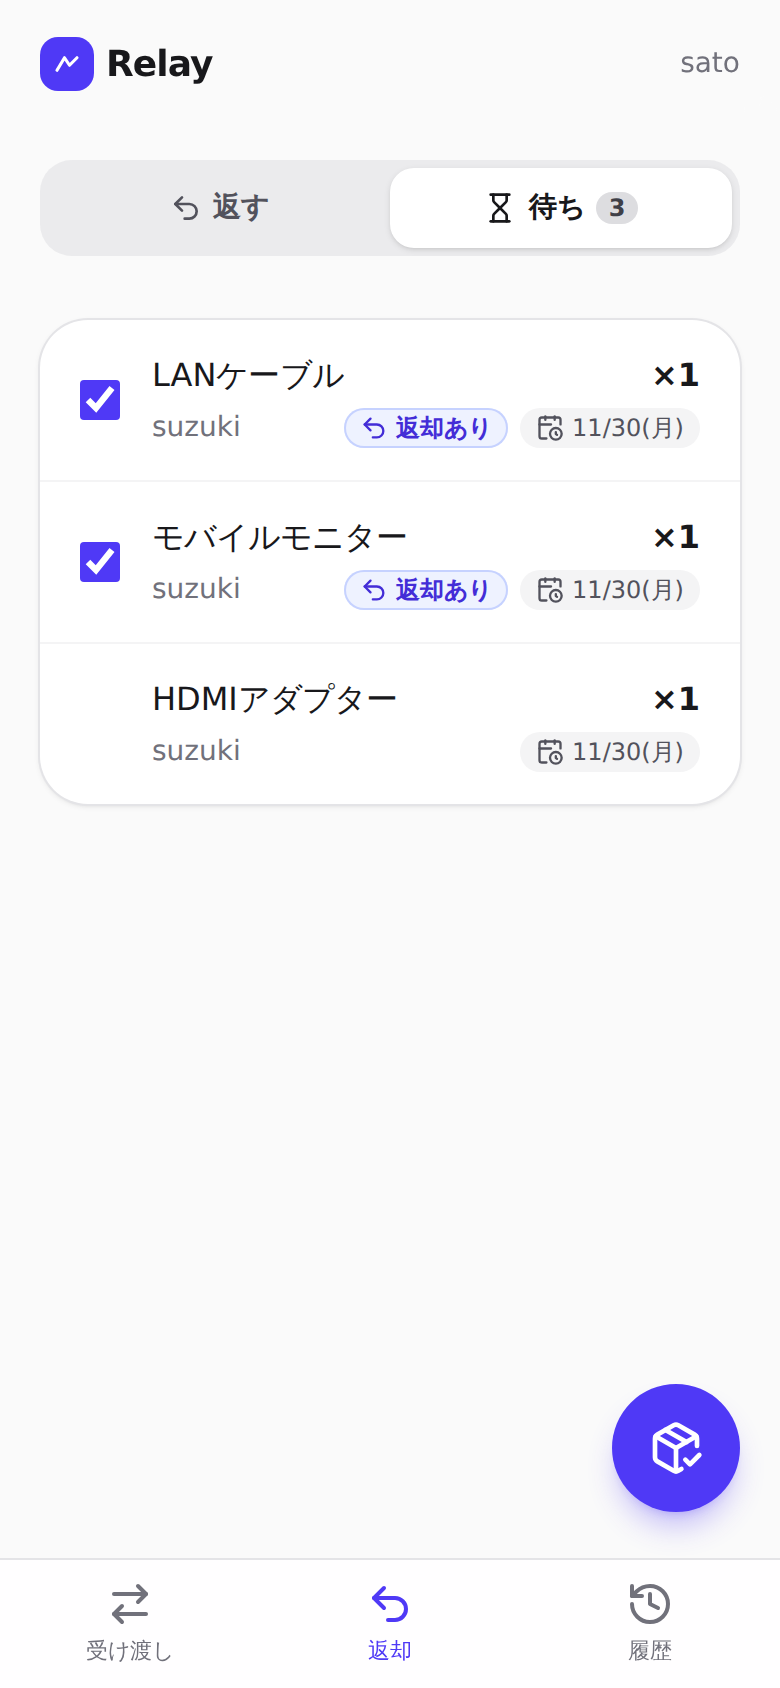 Relay
sato
返す
待ち 3
LANケーブル ×1
suzuki 返却あり 11/30(月)
モバイルモニター ×1
suzuki 返却あり 11/30(月)
HDMIアダプター ×1
suzuki 11/30(月)
受け渡し
返却
履歴